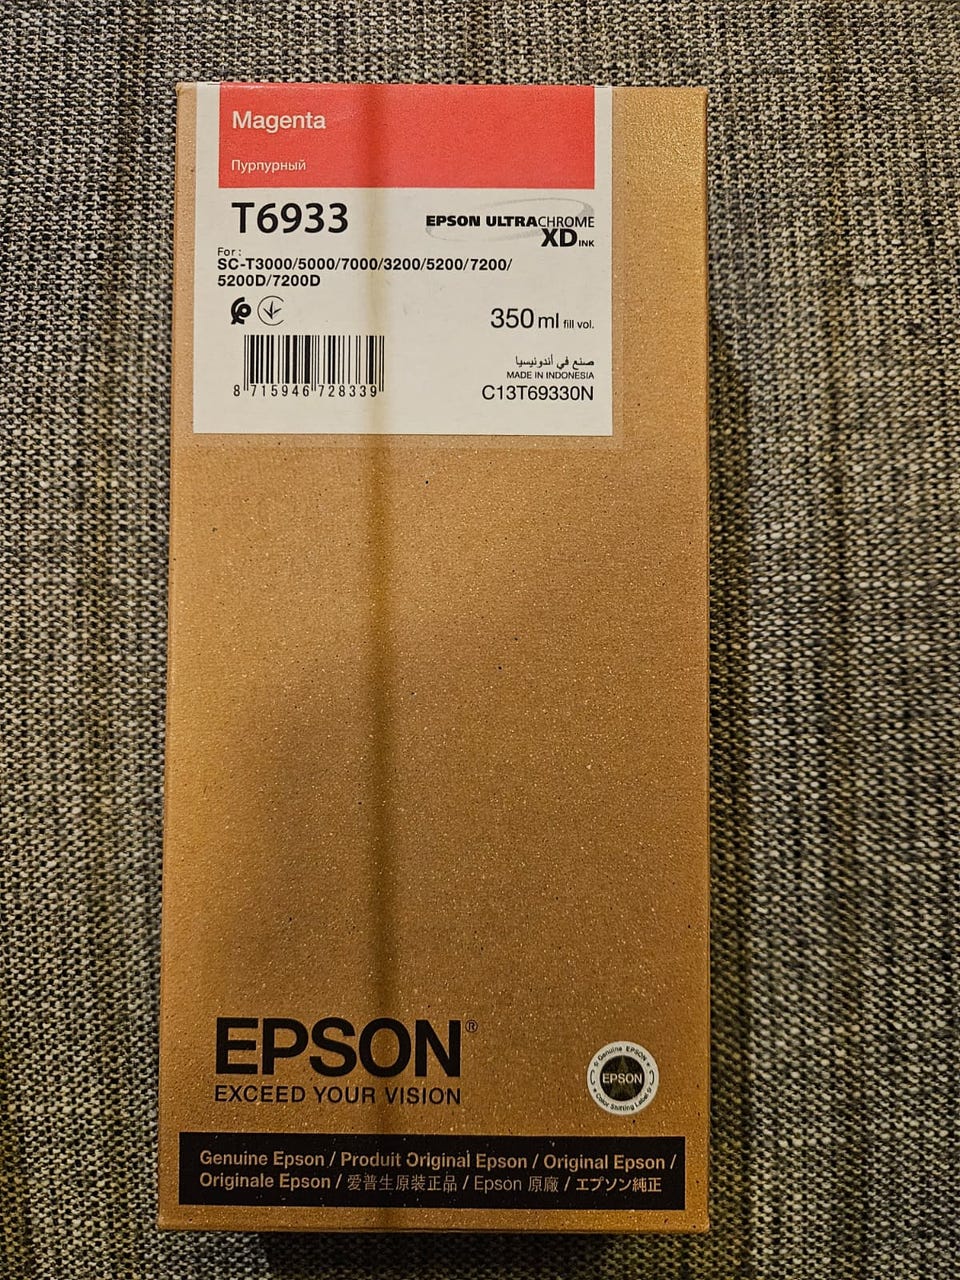 Magenta
Пурпурный
T6933
EPSON ULTRACHROME
XD INK
For :
SC-T3000/5000/7000/3200/5200/7200/
5200D/7200D
350 ml fill vol.
8 715946 728339
صنع في أندونيسيا
MADE IN INDONESIA
C13T69330N
EPSON®
EXCEED YOUR VISION
Genuine EPSON
EPSON
Color Shifting Label
Genuine Epson / Produit Original Epson / Original Epson /
Originale Epson / 爱普生原装正品 / Epson 原廠 / エプソン純正